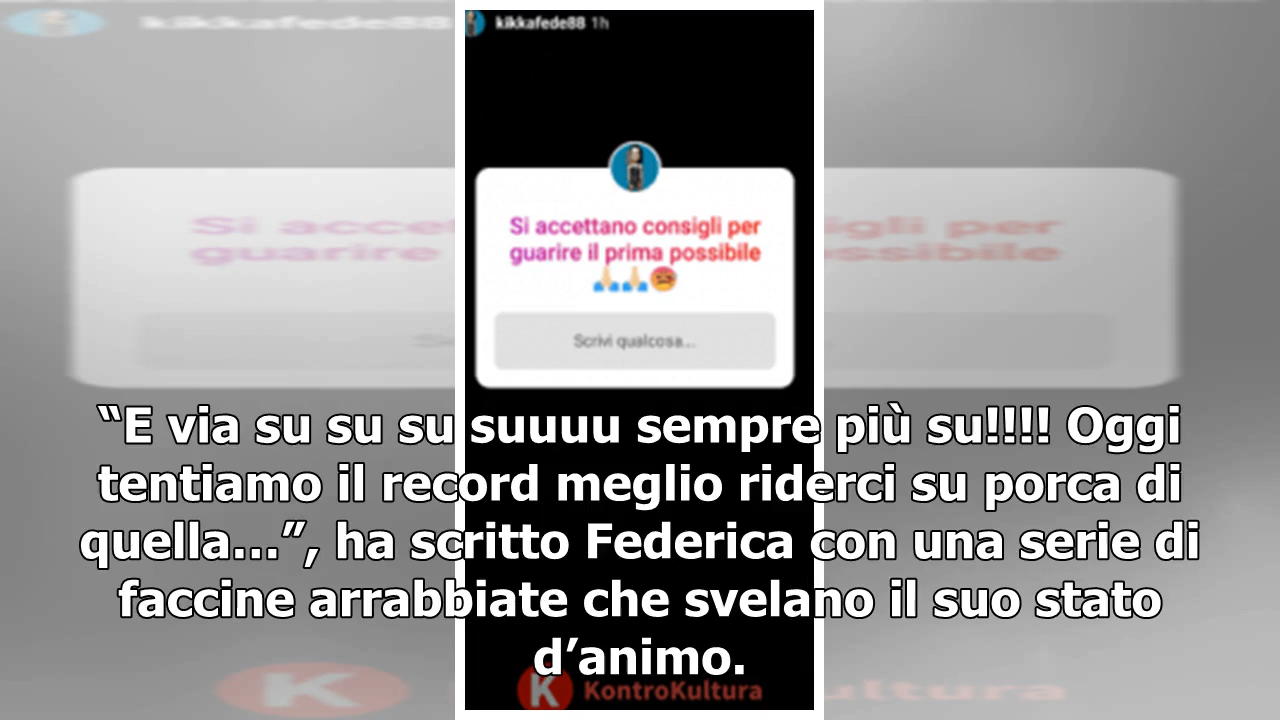 kikkafede88 1h
kikkafede88
Si accettano consigli per
guarire il prima possibile
🙏🏻🙏🏻😡
Scrivi qualcosa...
“E via su su su suuuu sempre più su!!!! Oggi
tentiamo il record meglio riderci su porca di
quella…”, ha scritto Federica con una serie di
faccine arrabbiate che svelano il suo stato
d’animo.
K KontroKultura